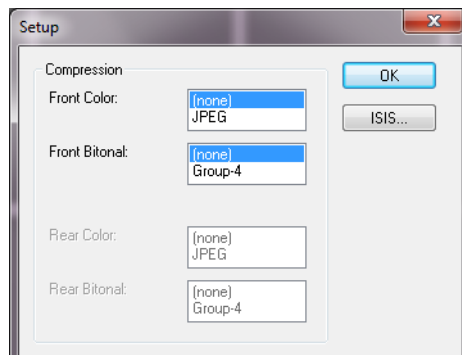 Setup
Compression
Front Color:
(none)
JPEG
Front Bitonal:
(none)
Group-4
Rear Color:
(none)
JPEG
Rear Bitonal:
(none)
Group-4
OK
ISIS...